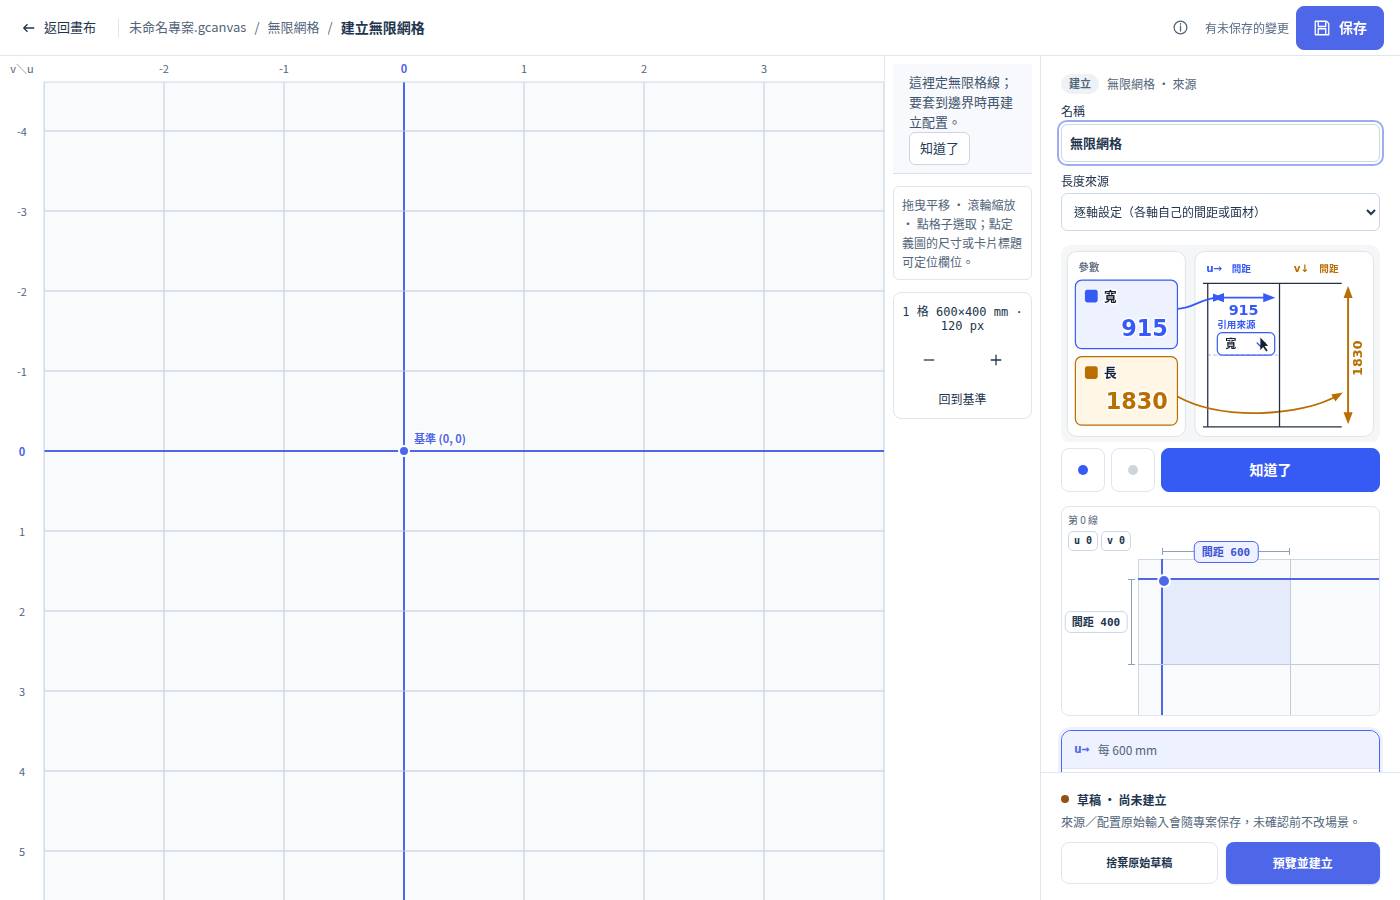 返回畫布
未命名專案.gcanvas / 無限網格 / 建立無限網格
有未保存的變更
保存
v＼u
-2 -1 0 1 2 3
-4
-3
-2
-1
0
1
2
3
4
5
基準 (0, 0)
這裡定無限格線；
要套到邊界時再建
立配置。
知道了
拖曳平移 · 滾輪縮放
· 點格子選取；點定
義圖的尺寸或卡片標題
可定位欄位。
1 格 600×400 mm ·
120 px
− +
回到基準
建立 無限網格 · 來源
名稱
無限網格
長度來源
逐軸設定（各軸自己的間距或面材）
參數
寬
915
長
1830
u→ 間距
v↓ 間距
915
引用來源
寬
1830
知道了
第 0 線
u 0 v 0
間距 600
間距 400
u→ 每 600 mm
草稿 · 尚未建立
來源／配置原始輸入會隨專案保存，未確認前不改場景。
捨棄原始草稿
預覽並建立